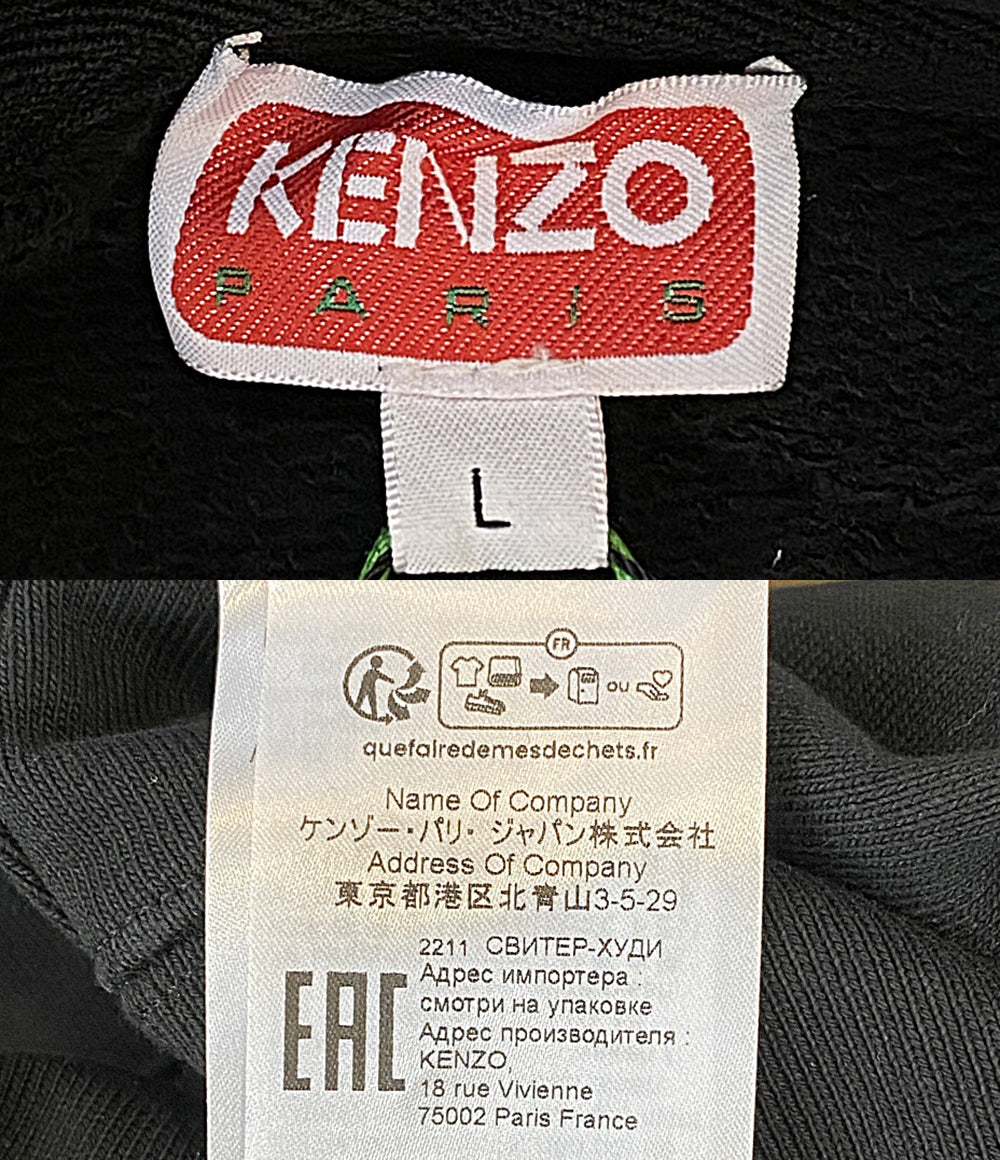 KENZO
PARIS
L
FR
OU
quefairedemesdechets.fr
Name Of Company
ケンゾー・パリ・ジャパン株式会社
Address Of Company
東京都港区北青山3-5-29
2211 СВИТЕР-ХУДИ
Адрес импортера :
смотри на упаковке
Адрес производителя :
KENZO,
18 rue Vivienne
75002 Paris France
EAC